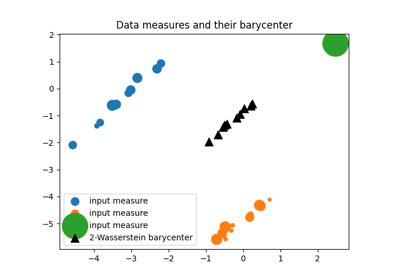 Data measures and their barycenter
2
1
0
−1
−2
−3
−4
−5
input measure
input measure
input measure
2-Wasserstein barycenter
−4 −3 −2 −1 0 1 2